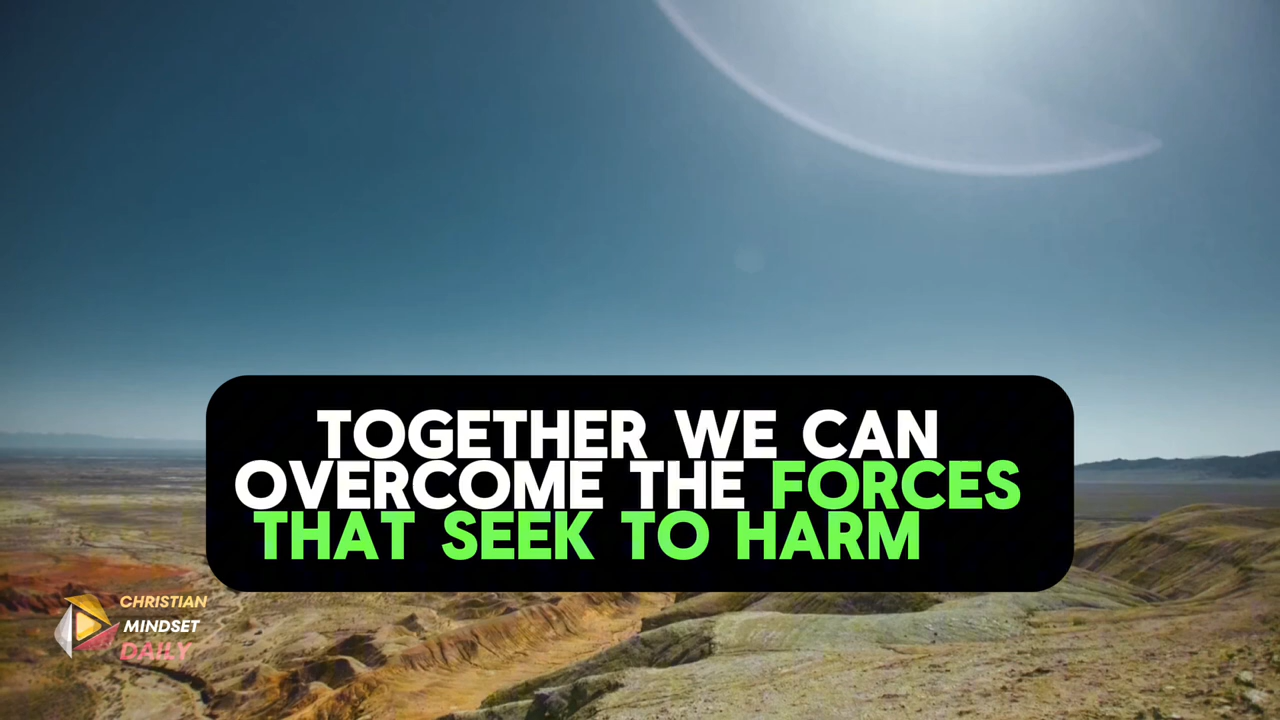 TOGETHER WE CAN
OVERCOME THE FORCES
THAT SEEK TO HARM
CHRISTIAN
MINDSET
DAILY